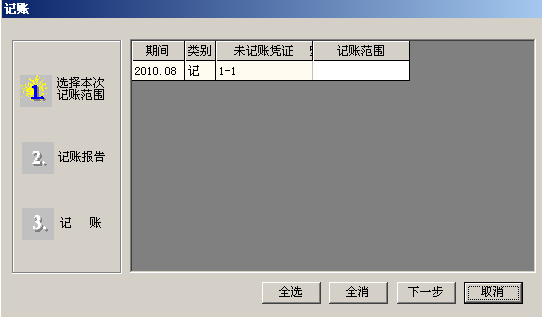 记账
期间 类别 未记账凭证 记账范围
2010.08 记 1-1
1. 选择本次
记账范围
2. 记账报告
3. 记 账
全选 全消 下一步 取消